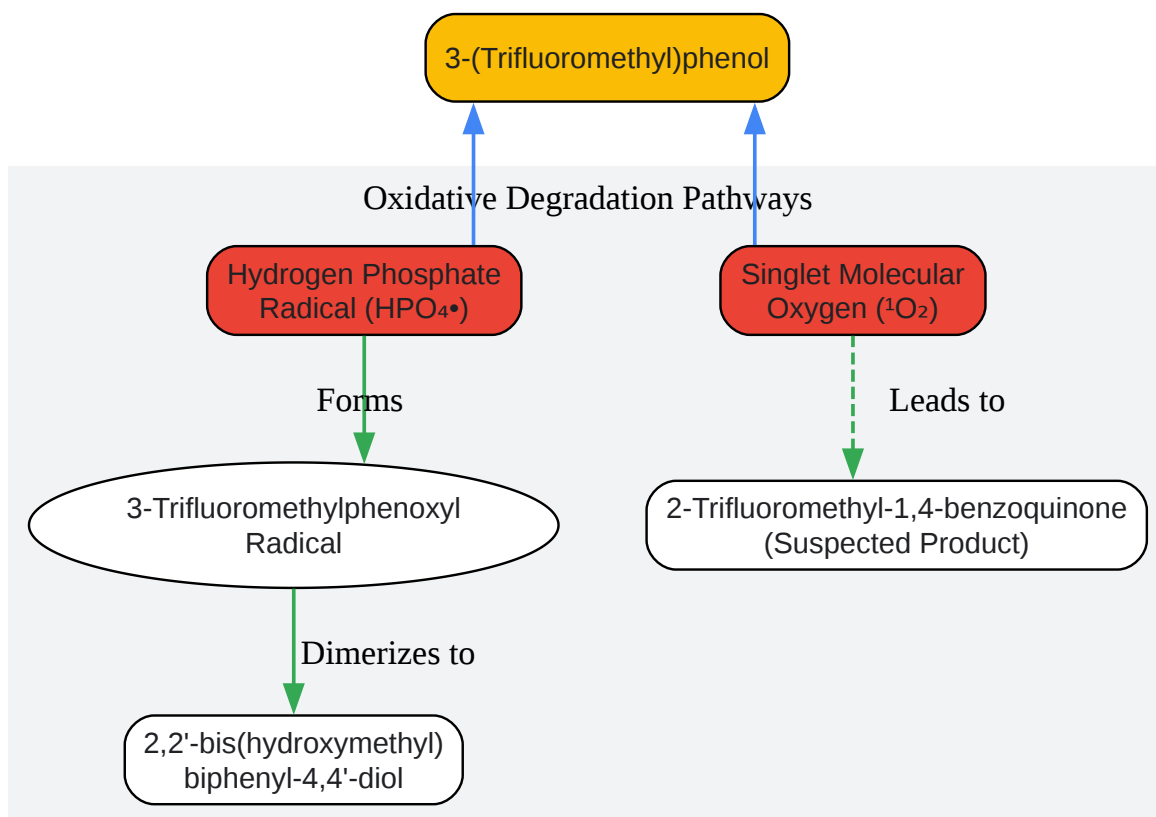 3-(Trifluoromethyl)phenol
Oxidative Degradation Pathways
Hydrogen Phosphate
Radical (HPO₄•)
Singlet Molecular
Oxygen (¹O₂)
Forms
Leads to
3-Trifluoromethylphenoxyl
Radical
2-Trifluoromethyl-1,4-benzoquinone
(Suspected Product)
Dimerizes to
2,2'-bis(hydroxymethyl)
biphenyl-4,4'-diol